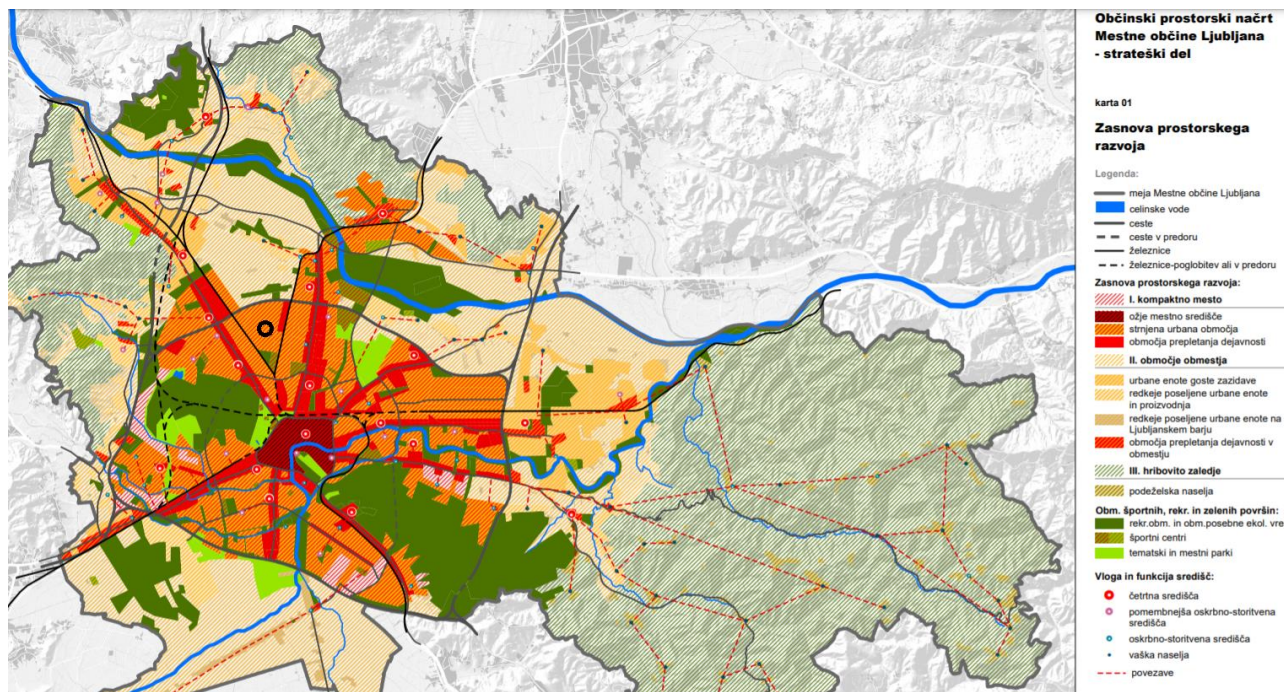 Občinski prostorski načrt
Mestne občine Ljubljana
- strateški del
karta 01
Zasnova prostorskega
razvoja
Legenda:
meja Mestne občine Ljubljana
celinske vode
ceste
ceste v predoru
železnice
železnice-poglobitev ali v predoru
Zasnova prostorskega razvoja:
I. kompaktno mesto
ožje mestno središče
strnjena urbana območja
območja prepletanja dejavnosti
II. območje obmestja
urbane enote goste zazidave
redkeje poseljene urbane enote
in proizvodnja
redkeje poseljene urbane enote na
Ljubljanskem barju
območja prepletanja dejavnosti v
obmestju
III. hribovito zaledje
podeželska naselja
Obm. športnih, rekr. in zelenih površin:
rekr.obm. in obm.posebne ekol. vre
športni centri
tematski in mestni parki
Vloga in funkcija središč:
četrtna središča
pomembnejša oskrbno-storitvena
središča
oskrbno-storitvena središča
vaška naselja
povezave